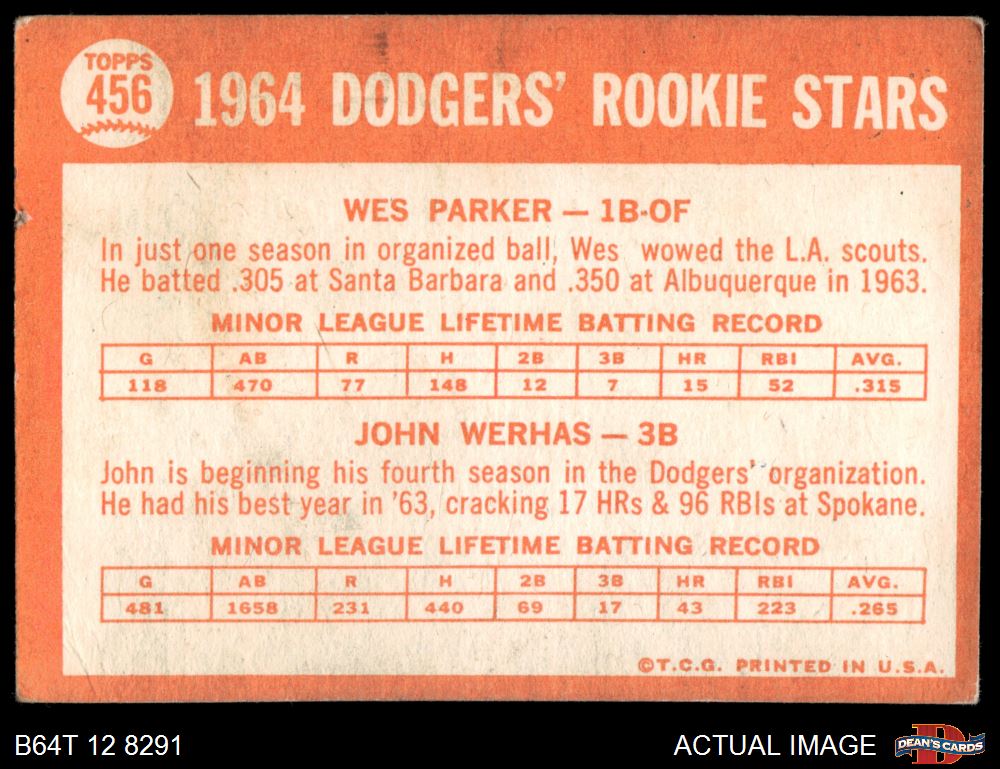 TOPPS
456
1964 DODGERS' ROOKIE STARS
WES PARKER — 1B-OF
In just one season in organized ball, Wes wowed the L.A. scouts.
He batted .305 at Santa Barbara and .350 at Albuquerque in 1963.
MINOR LEAGUE LIFETIME BATTING RECORD
G AB R H 2B 3B HR RBI AVG.
118 470 77 148 12 7 15 52 .315
JOHN WERHAS — 3B
John is beginning his fourth season in the Dodgers' organization.
He had his best year in '63, cracking 17 HRs & 96 RBIs at Spokane.
MINOR LEAGUE LIFETIME BATTING RECORD
G AB R H 2B 3B HR RBI AVG.
481 1658 231 440 69 17 43 223 .265
©T.C.G. PRINTED IN U.S.A.
B64T 12 8291
ACTUAL IMAGE
D
DEAN'S CARDS